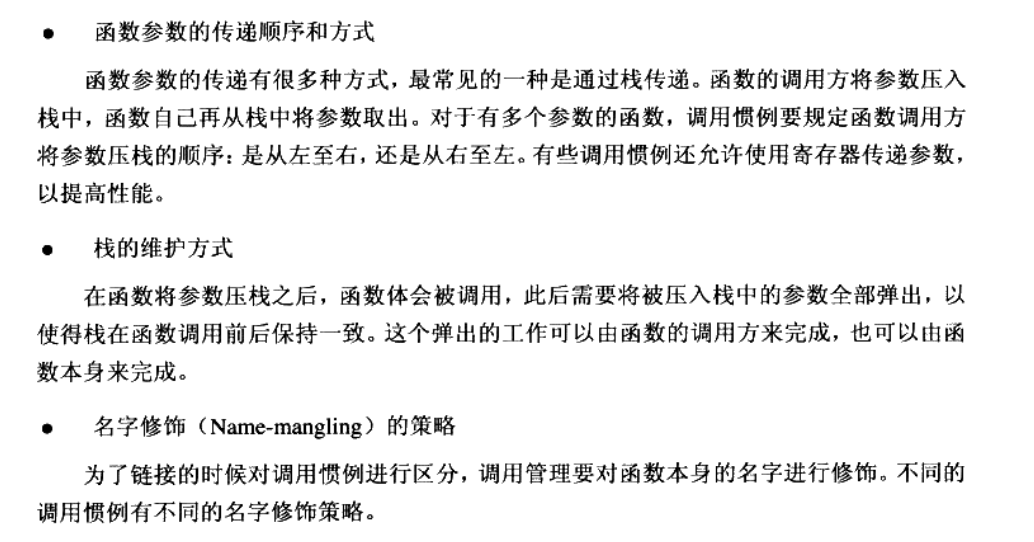 ● 函数参数的传递顺序和方式
函数参数的传递有很多种方式，最常见的一种是通过栈传递。函数的调用方将参数压入
栈中，函数自己再从栈中将参数取出。对于有多个参数的函数，调用惯例要规定函数调用方
将参数压栈的顺序：是从左至右，还是从右至左。有些调用惯例还允许使用寄存器传递参数，
以提高性能。
● 栈的维护方式
在函数将参数压栈之后，函数体会被调用，此后需要将被压入栈中的参数全部弹出，以
使得栈在函数调用前后保持一致。这个弹出的工作可以由函数的调用方来完成，也可以由函
数本身来完成。
● 名字修饰（Name-mangling）的策略
为了链接的时候对调用惯例进行区分，调用管理要对函数本身的名字进行修饰。不同的
调用惯例有不同的名字修饰策略。